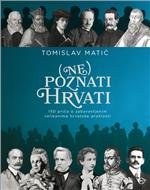 TOMISLAV MATIĆ
(NE)
POZNATI
HRVATI
150 priča o zaboravljenim
velikanima hrvatske prošlosti